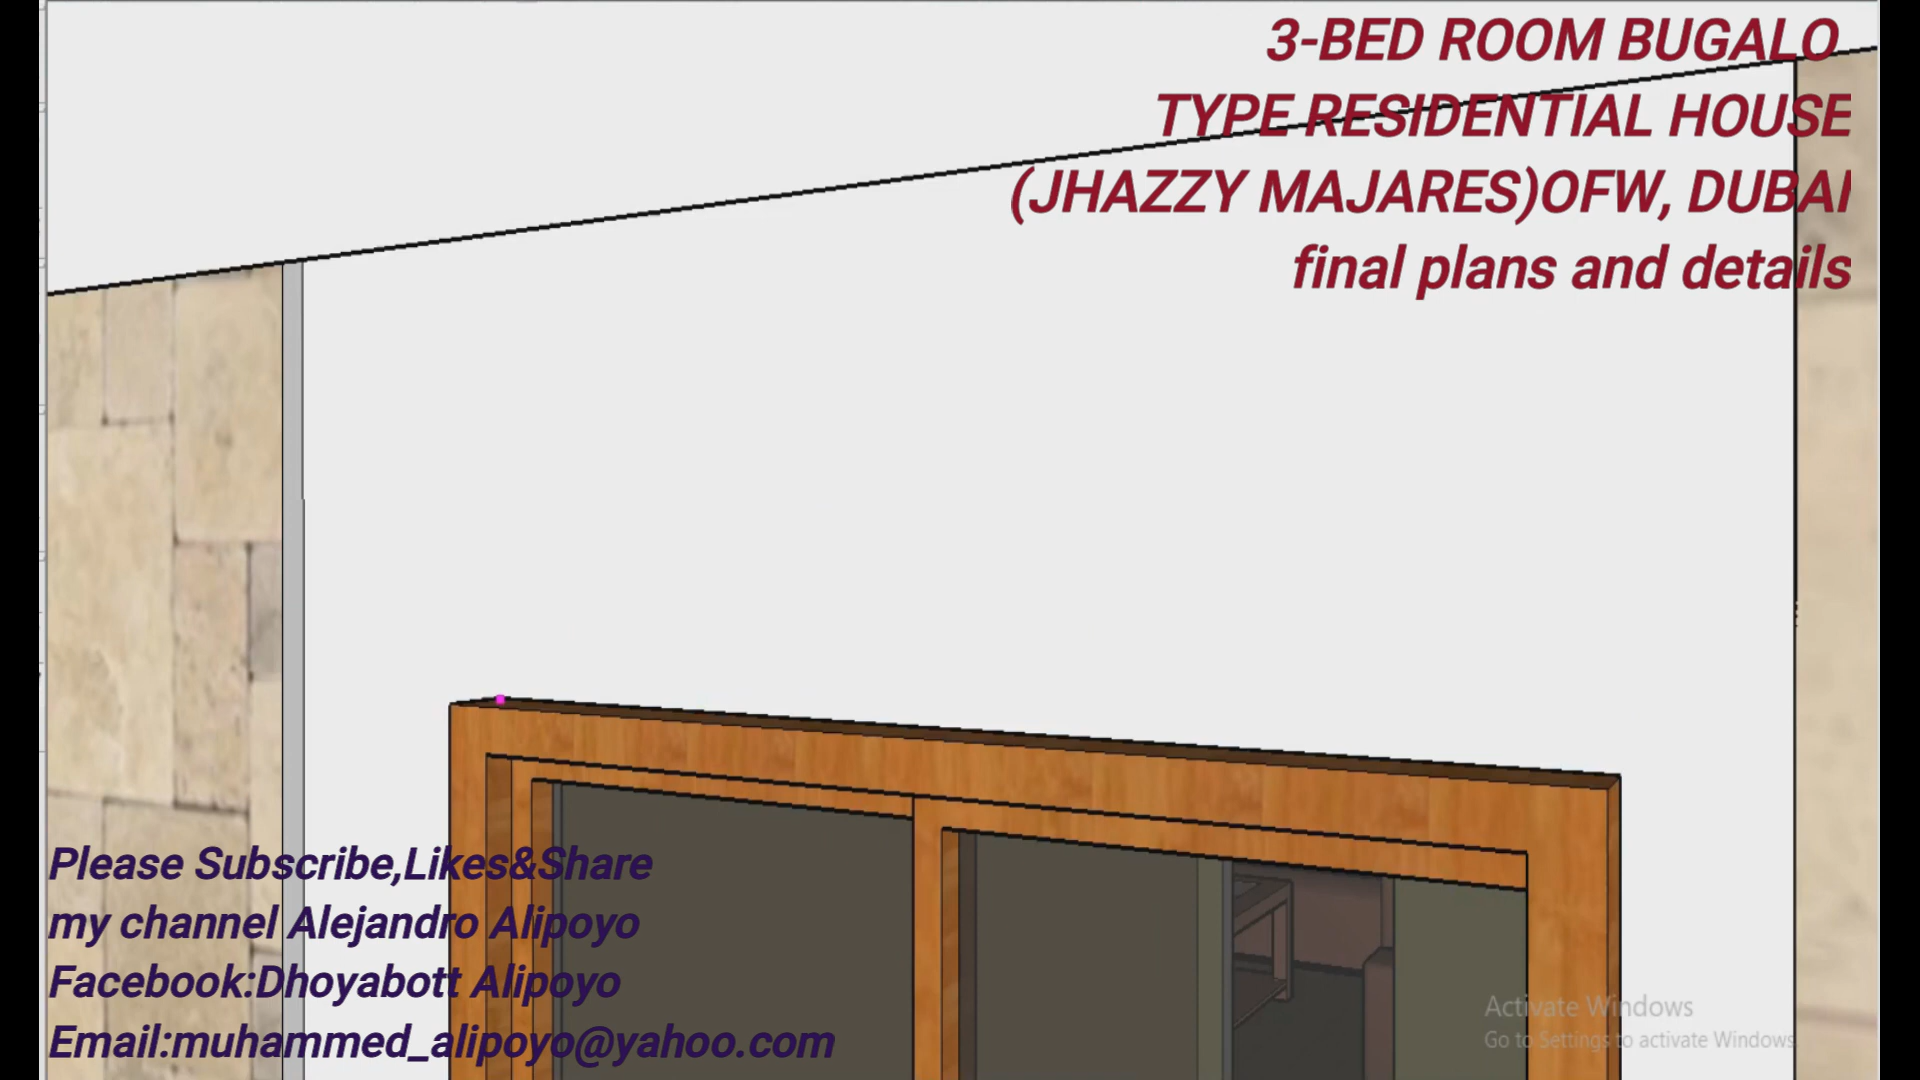 3-BED ROOM BUGALO
TYPE RESIDENTIAL HOUSE
(JHAZZY MAJARES)OFW, DUBAI
final plans and details
Please Subscribe,Likes&Share
my channel Alejandro Alipoyo
Facebook:Dhoyabott Alipoyo
Email:muhammed_alipoyo@yahoo.com
Activate Windows
Go to Settings to activate Windows.